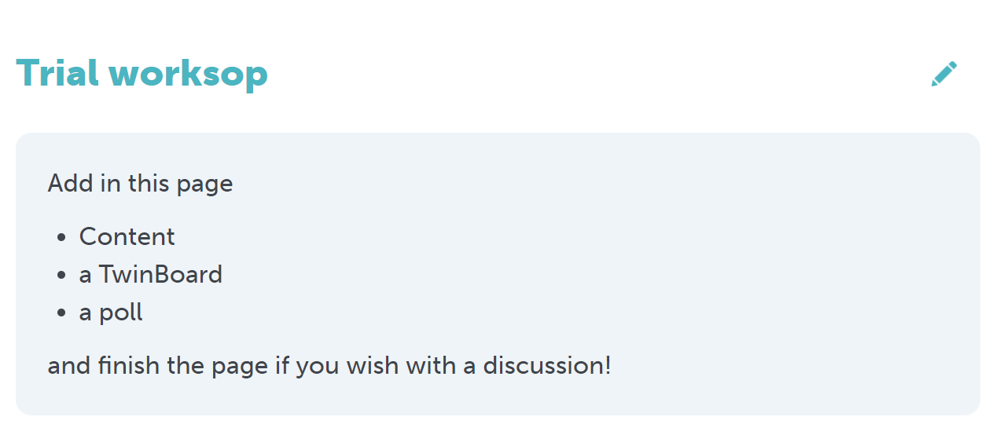 Trial worksop
Add in this page
• Content
• a TwinBoard
• a poll
and finish the page if you wish with a discussion!